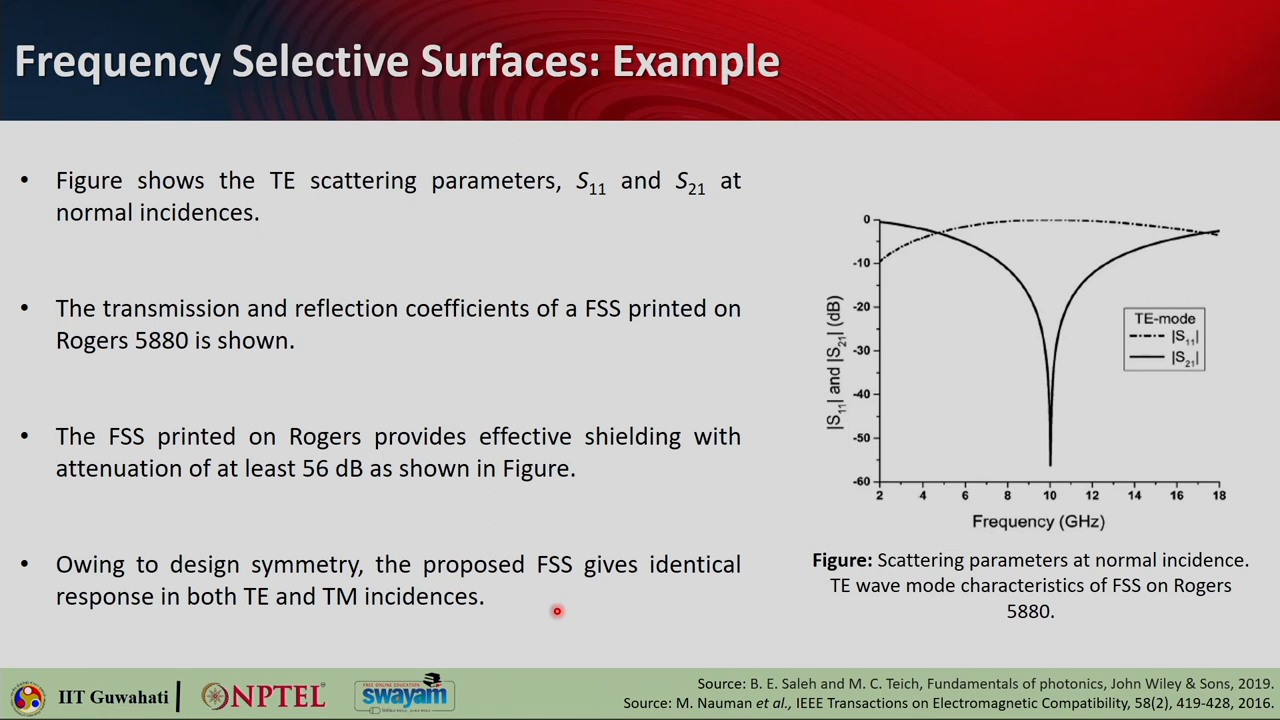 Frequency Selective Surfaces: Example
• Figure shows the TE scattering parameters, S11 and S21 at
normal incidences.
• The transmission and reflection coefficients of a FSS printed on
Rogers 5880 is shown.
• The FSS printed on Rogers provides effective shielding with
attenuation of at least 56 dB as shown in Figure.
• Owing to design symmetry, the proposed FSS gives identical
response in both TE and TM incidences.
|S11| and |S21| (dB)
0
-10
-20
-30
-40
-50
-60
2 4 6 8 10 12 14 16 18
Frequency (GHz)
TE-mode
|S11|
|S21|
Figure: Scattering parameters at normal incidence.
TE wave mode characteristics of FSS on Rogers
5880.
IIT Guwahati
NPTEL
FREE ONLINE EDUCATION
swayam
Source: B. E. Saleh and M. C. Teich, Fundamentals of photonics, John Wiley & Sons, 2019.
Source: M. Nauman et al., IEEE Transactions on Electromagnetic Compatibility, 58(2), 419-428, 2016.